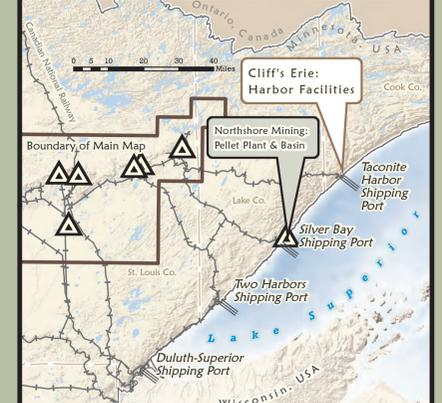 Ontario, Canada
Minnesota, USA
Canadian National Railway
0 5 10 20 30 40
Miles
Cliff's Erie:
Harbor Facilities
Cook Co.
Northshore Mining:
Pellet Plant & Basin
Boundary of Main Map
Taconite
Harbor
Shipping
Port
Lake Co.
Silver Bay
Shipping Port
St. Louis Co.
Two Harbors
Shipping Port
Lake Superior
Duluth-Superior
Shipping Port
Wisconsin, USA